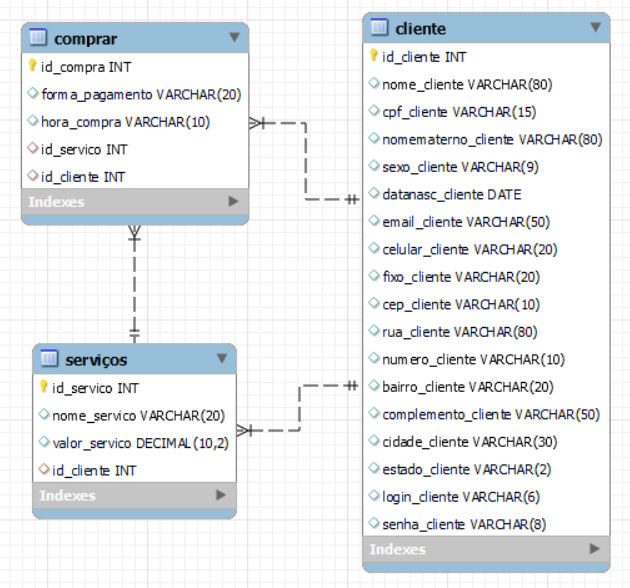 comprar
id_compra INT
forma_pagamento VARCHAR(20)
hora_compra VARCHAR(10)
id_servico INT
id_cliente INT
Indexes
serviços
id_servico INT
nome_servico VARCHAR(20)
valor_servico DECIMAL(10,2)
id_cliente INT
Indexes
cliente
id_cliente INT
nome_cliente VARCHAR(80)
cpf_cliente VARCHAR(15)
nomematerno_cliente VARCHAR(80)
sexo_cliente VARCHAR(9)
datanasc_cliente DATE
email_cliente VARCHAR(50)
celular_cliente VARCHAR(20)
fixo_cliente VARCHAR(20)
cep_cliente VARCHAR(10)
rua_cliente VARCHAR(80)
numero_cliente VARCHAR(10)
bairro_cliente VARCHAR(20)
complemento_cliente VARCHAR(50)
cidade_cliente VARCHAR(30)
estado_cliente VARCHAR(2)
login_cliente VARCHAR(6)
senha_cliente VARCHAR(8)
Indexes